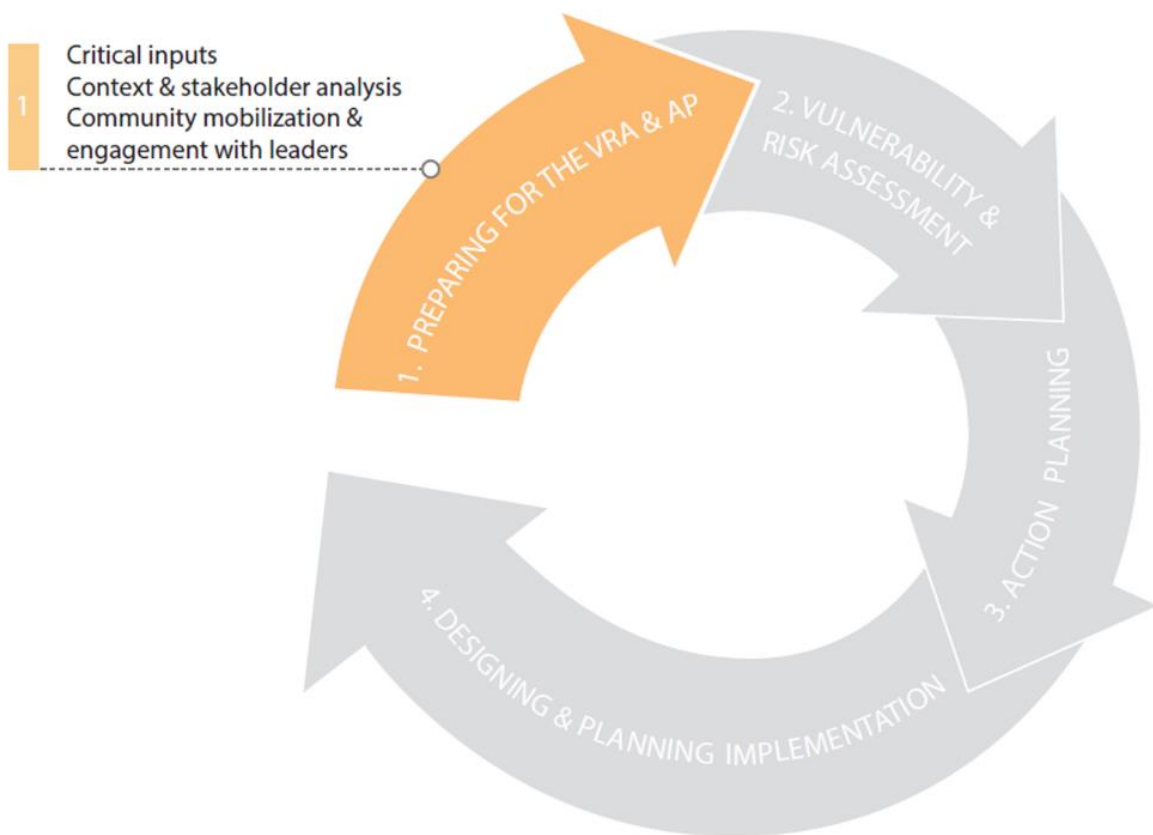 1
Critical inputs
Context & stakeholder analysis
Community mobilization &
engagement with leaders
1. PREPARING FOR THE VRA & AP
2. VULNERABILITY &
RISK ASSESSMENT
3. ACTION PLANNING
4. DESIGNING & PLANNING IMPLEMENTATION